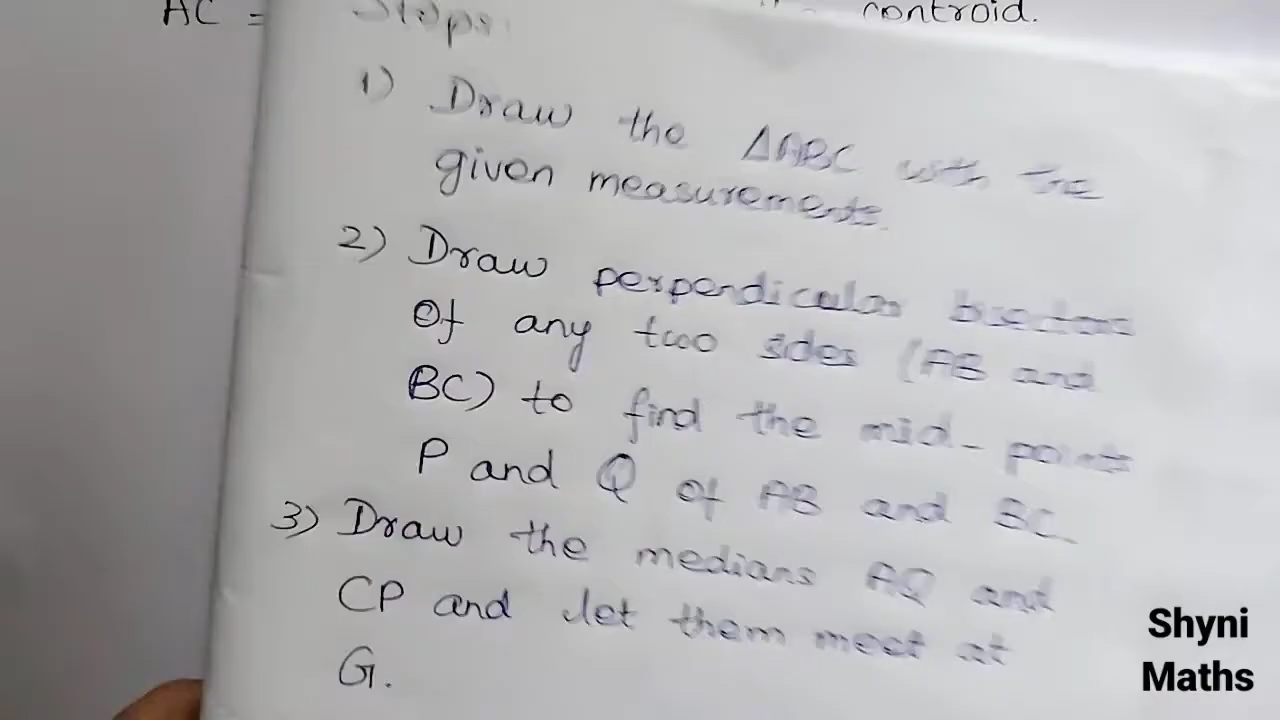 AC =
Steps:
centroid.
1) Draw the ΔABC with the
given measurements.
2) Draw perpendicular bisectors
Of any two sides (AB and
BC) to find the mid-points
P and Q of AB and BC
3) Draw the medians AQ and
CP and let them meet at
G.
Shyni
Maths